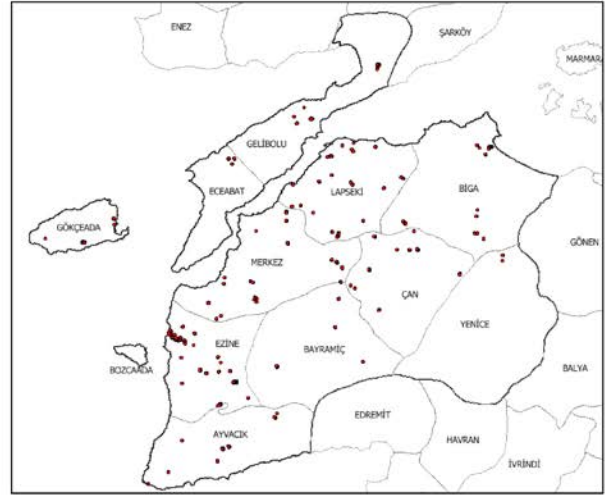 ENEZ
ŞARKÖY
MARMARA
GELİBOLU
ECEABAT
LAPSEKİ
BİGA
GÖKÇEADA
GÖNEN
MERKEZ
ÇAN
YENİCE
EZİNE
BAYRAMİÇ
BOZCAADA
BALYA
EDREMİT
AYVACIK
HAVRAN
İVRİNDİ